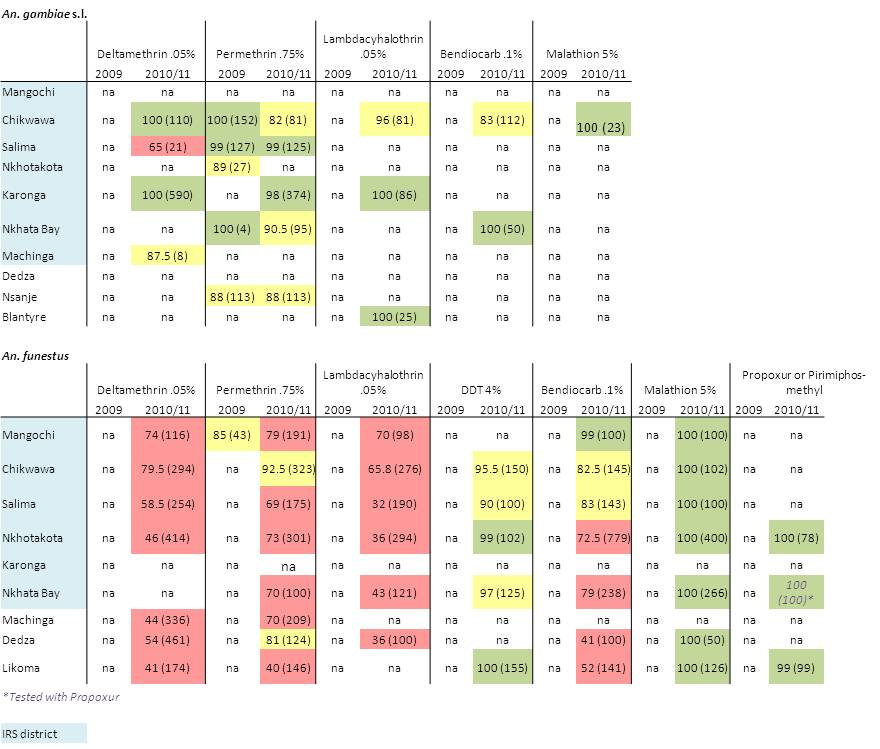 An. gambiae s.l.
Deltamethrin .05% Permethrin .75% Lambdacyhalothrin .05% Bendiocarb .1% Malathion 5%
2009 2010/11 2009 2010/11 2009 2010/11 2009 2010/11 2009 2010/11
Mangochi na na na na na na na na na na
Chikwawa na 100 (110) 100 (152) 82 (81) na 96 (81) na 83 (112) na 100 (23)
Salima na 65 (21) 99 (127) 99 (125) na na na na na na
Nkhotakota na na 89 (27) na na na na na na na
Karonga na 100 (590) na 98 (374) na 100 (86) na na na na
Nkhata Bay na na 100 (4) 90.5 (95) na na na 100 (50) na na
Machinga na 87.5 (8) na na na na na na na na
Dedza na na na na na na na na na na
Nsanje na na 88 (113) 88 (113) na na na na na na
Blantyre na na na na na 100 (25) na na na na
An. funestus
Deltamethrin .05% Permethrin .75% Lambdacyhalothrin .05% DDT 4% Bendiocarb .1% Malathion 5% Propoxur or Pirimiphos-methyl
2009 2010/11 2009 2010/11 2009 2010/11 2009 2010/11 2009 2010/11 2009 2010/11 2009 2010/11
Mangochi na 74 (116) 85 (43) 79 (191) na 70 (98) na na na 99 (100) na 100 (100) na na
Chikwawa na 79.5 (294) na 92.5 (323) na 65.8 (276) na 95.5 (150) na 82.5 (145) na 100 (102) na na
Salima na 58.5 (254) na 69 (175) na 32 (190) na 90 (100) na 83 (143) na 100 (100) na na
Nkhotakota na 46 (414) na 73 (301) na 36 (294) na 99 (102) na 72.5 (779) na 100 (400) na 100 (78)
Karonga na na na na na na na na na na na na na na
Nkhata Bay na na na 70 (100) na 43 (121) na 97 (125) na 79 (238) na 100 (266) na 100 (100)*
Machinga na 44 (336) na 70 (209) na na na na na na na na na na
Dedza na 54 (461) na 81 (124) na 36 (100) na na na 41 (100) na 100 (50) na na
Likoma na 41 (174) na 40 (146) na na na 100 (155) na 52 (141) na 100 (126) na 99 (99)
*Tested with Propoxur
IRS district